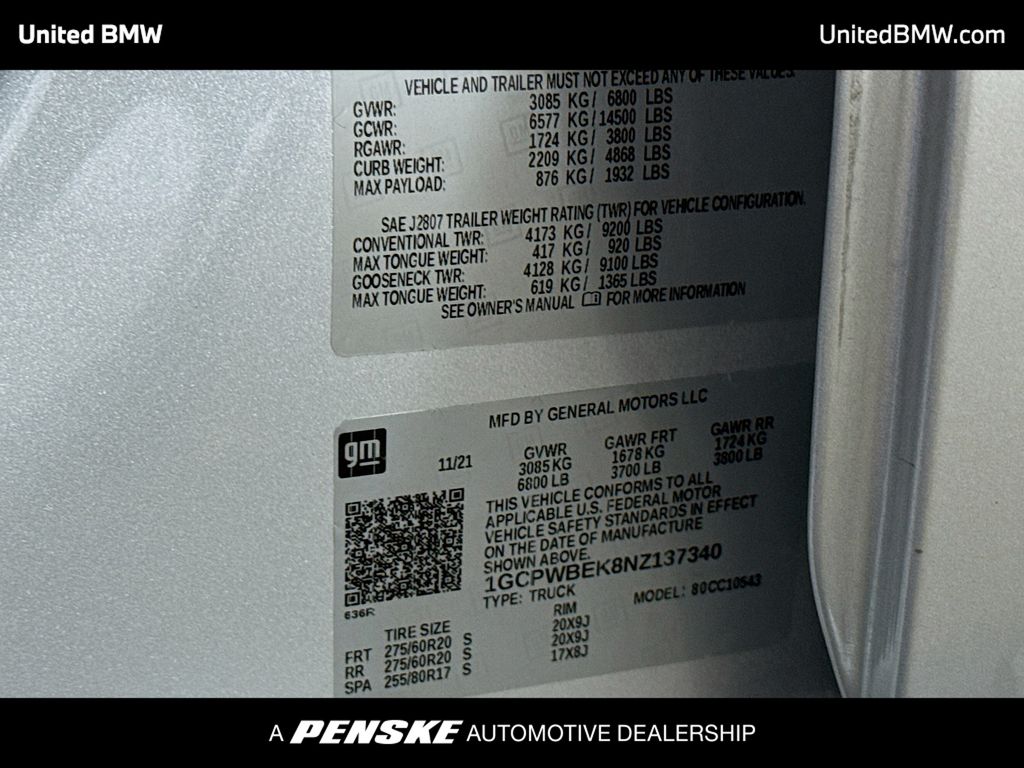 United BMW
UnitedBMW.com
VEHICLE AND TRAILER MUST NOT EXCEED ANY OF THESE VALUES.
GVWR: 3085 KG/ 6800 LBS
GCWR: 6577 KG/14500 LBS
RGAWR: 1724 KG/ 3800 LBS
CURB WEIGHT: 2209 KG/ 4868 LBS
MAX PAYLOAD: 876 KG/ 1932 LBS
SAE J2807 TRAILER WEIGHT RATING (TWR) FOR VEHICLE CONFIGURATION.
CONVENTIONAL TWR: 4173 KG/ 9200 LBS
MAX TONGUE WEIGHT: 417 KG/ 920 LBS
GOOSENECK TWR: 4128 KG/ 9100 LBS
MAX TONGUE WEIGHT: 619 KG/ 1365 LBS
SEE OWNER'S MANUAL FOR MORE INFORMATION
MFD BY GENERAL MOTORS LLC
gm
11/21
GVWR GAWR FRT GAWR RR
3085 KG 1678 KG 1724 KG
6800 LB 3700 LB 3800 LB
THIS VEHICLE CONFORMS TO ALL
APPLICABLE U.S. FEDERAL MOTOR
VEHICLE SAFETY STANDARDS IN EFFECT
ON THE DATE OF MANUFACTURE
SHOWN ABOVE.
1GCPWBEK8NZ137340
TYPE: TRUCK MODEL: 80CC10543
636R
TIRE SIZE RIM
FRT 275/60R20 S 20X9J
RR 275/60R20 S 20X9J
SPA 255/80R17 S 17X8J
A PENSKE AUTOMOTIVE DEALERSHIP